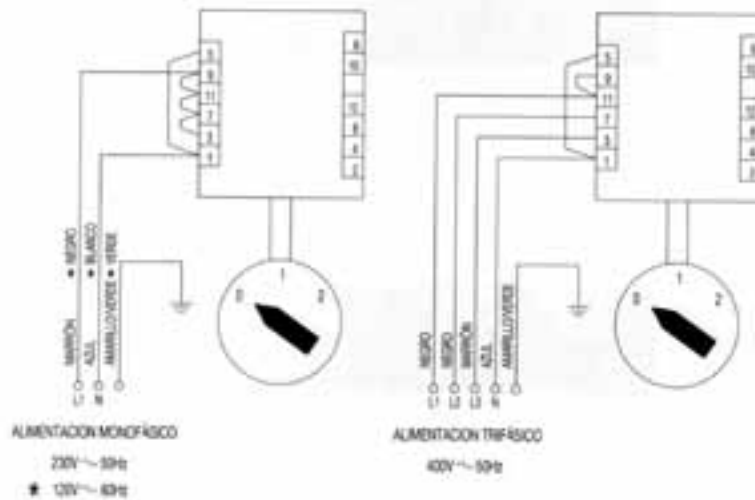 5
9
11
7
3
1
8
10
12
6
4
2
5
9
11
7
3
1
MARRÓN * NEGRO
AZUL * BLANCO
AMARILLO/VERDE * VERDE
L1 N
0 1 2
NEGRO
NEGRO
MARRÓN
AZUL
AMARILLO/VERDE
L1 L2 L3 N
0 1 2
ALIMENTACION MONOFÁSICO
230V ~ 50Hz
* 120V ~ 60Hz
ALIMENTACION TRIFÁSICO
400V ~ 50Hz